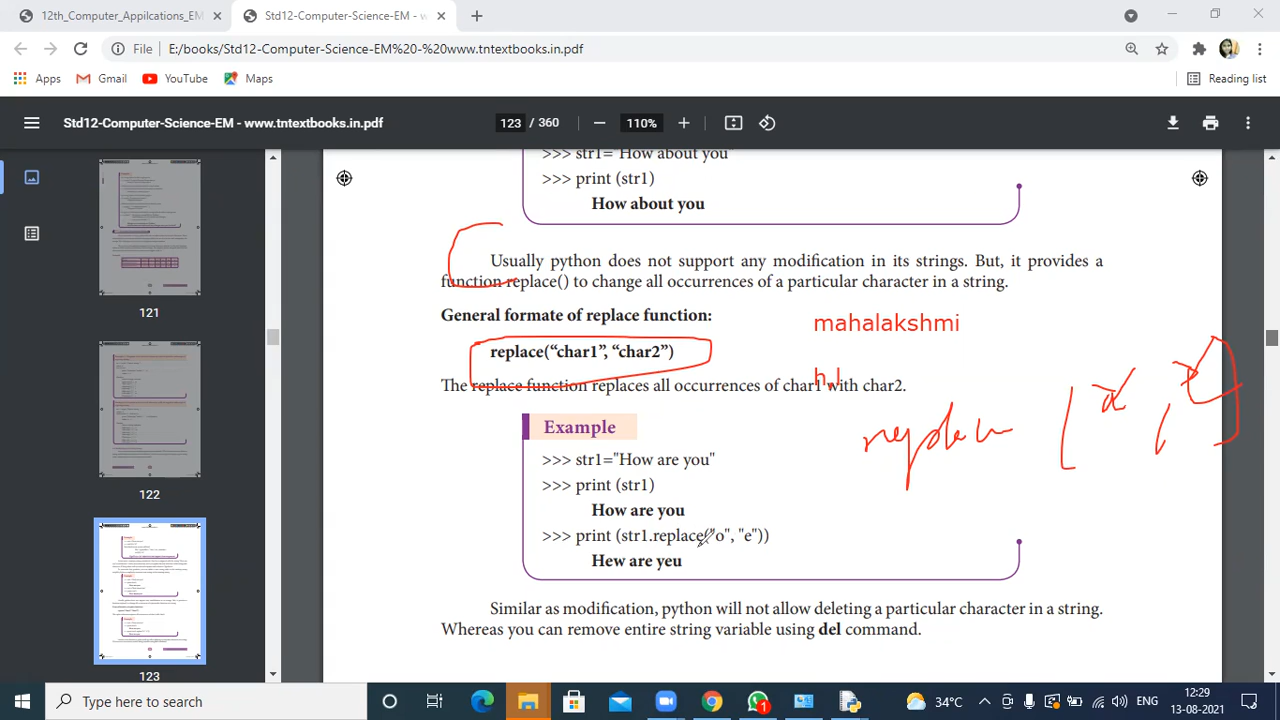 12th_Computer_Appilcations_EM
Std12-Computer-Science-EM - w
File E:/books/Std12-Computer-Science-EM%20-%20www.tntextbooks.in.pdf
Apps Gmail YouTube Maps Reading list
Std12-Computer-Science-EM - www.tntextbooks.in.pdf 123 / 360 110%
121
122
123
>>> str1="How about you"
>>> print (str1)
How about you
Usually python does not support any modification in its strings. But, it provides a
function replace() to change all occurrences of a particular character in a string.
General formate of replace function:
mahalakshmi
replace("char1", "char2")
The replace function replaces all occurrences of char1 with char2.
Example
>>> str1="How are you"
>>> print (str1)
How are you
>>> print (str1.replace("o", "e"))
Hew are yeu
Similar as modification, python will not allow deleting a particular character in a string.
Whereas you can remove entire string variable using del command.
Type here to search
1
34°C ENG
12:29
13-08-2021
1